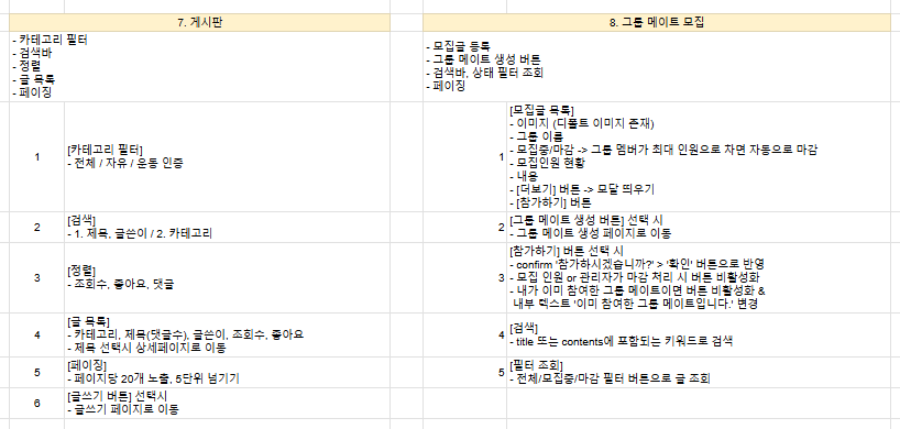 7. 게시판
- 카테고리 필터
- 검색바
- 정렬
- 글 목록
- 페이징
1
[카테고리 필터]
- 전체 / 자유 / 운동 인증
2
[검색]
- 1. 제목, 글쓴이 / 2. 카테고리
3
[정렬]
- 조회수, 좋아요, 댓글
4
[글 목록]
- 카테고리, 제목(댓글수), 글쓴이, 조회수, 좋아요
- 제목 선택시 상세페이지로 이동
5
[페이징]
- 페이지당 20개 노출, 5단위 넘기기
6
[글쓰기 버튼] 선택시
- 글쓰기 페이지로 이동
8. 그룹 메이트 모집
- 모집글 등록
- 그룹 메이트 생성 버튼
- 검색바, 상태 필터 조회
- 페이징
1
[모집글 목록]
- 이미지 (디폴트 이미지 존재)
- 그룹 이름
- 모집중/마감 -> 그룹 멤버가 최대 인원으로 차면 자동으로 마감
- 모집인원 현황
- 내용
- [더보기] 버튼 -> 모달 띄우기
- [참가하기] 버튼
2
[그룹 메이트 생성 버튼] 선택 시
- 그룹 메이트 생성 페이지로 이동
3
[참가하기] 버튼 선택 시
- confirm '참가하시겠습니까?' > '확인' 버튼으로 반영
- 모집 인원 or 관리자가 마감 처리 시 버튼 비활성화
- 내가 이미 참여한 그룹 메이트이면 버튼 비활성화 &
내부 텍스트 '이미 참여한 그룹 메이트입니다.' 변경
4
[검색]
- title 또는 contents에 포함되는 키워드로 검색
5
[필터 조회]
- 전체/모집중/마감 필터 버튼으로 글 조회